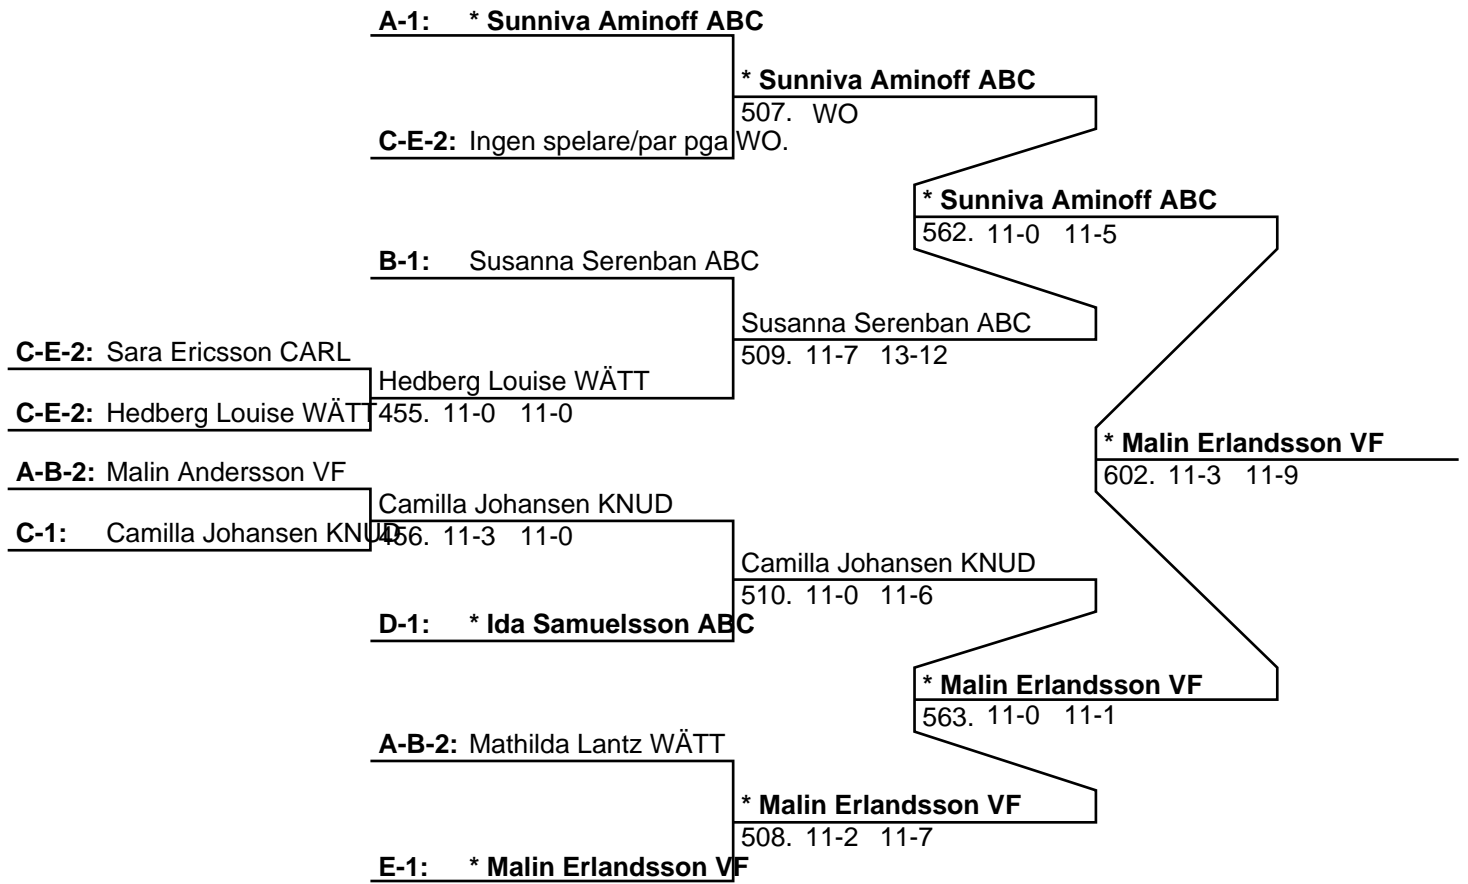 A-1: * Sunniva Aminoff ABC
* Sunniva Aminoff ABC
507. WO
C-E-2: Ingen spelare/par pga WO.
* Sunniva Aminoff ABC
562. 11-0 11-5
B-1: Susanna Serenban ABC
Susanna Serenban ABC
509. 11-7 13-12
C-E-2: Sara Ericsson CARL
Hedberg Louise WÄTT
C-E-2: Hedberg Louise WÄTT
455. 11-0 11-0
* Malin Erlandsson VF
602. 11-3 11-9
A-B-2: Malin Andersson VF
Camilla Johansen KNUD
C-1: Camilla Johansen KNUD
456. 11-3 11-0
Camilla Johansen KNUD
510. 11-0 11-6
D-1: * Ida Samuelsson ABC
* Malin Erlandsson VF
563. 11-0 11-1
A-B-2: Mathilda Lantz WÄTT
* Malin Erlandsson VF
508. 11-2 11-7
E-1: * Malin Erlandsson VF